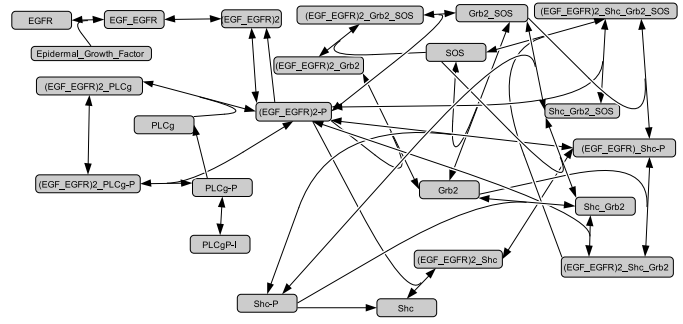 EGFR
EGF_EGFR
EGF_EGFR)2
(EGF_EGFR)2_Grb2_SOS
Grb2_SOS
(EGF_EGFR)2_Shc_Grb2_SOS
Epidermal_Growth_Factor
SOS
(EGF_EGFR)2_Grb2
(EGF_EGFR)2_PLCg
(EGF_EGFR)2-P
Shc_Grb2_SOS
PLCg
(EGF_EGFR)_Shc-P
(EGF_EGFR)2_PLCg-P
PLCg-P
Grb2
Shc_Grb2
PLCgP-I
(EGF_EGFR)2_Shc
(EGF_EGFR)2_Shc_Grb2
Shc-P
Shc